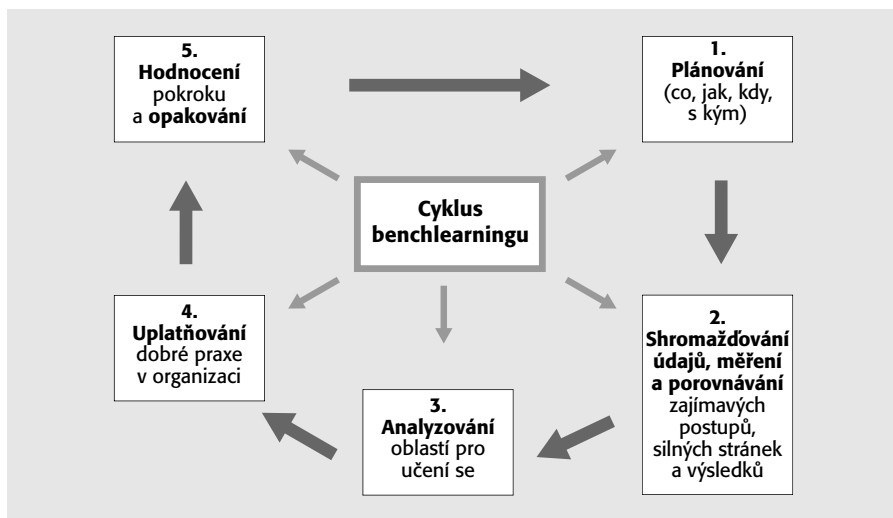 5.
Hodnocení
pokroku
a opakování
1.
Plánování
(co, jak, kdy,
s kým)
Cyklus
benchlearningu
4.
Uplatňování
dobré praxe
v organizaci
2.
Shromažďování
údajů, měření
a porovnávání
zajímavých
postupů,
silných stránek
a výsledků
3.
Analyzování
oblastí pro
učení se